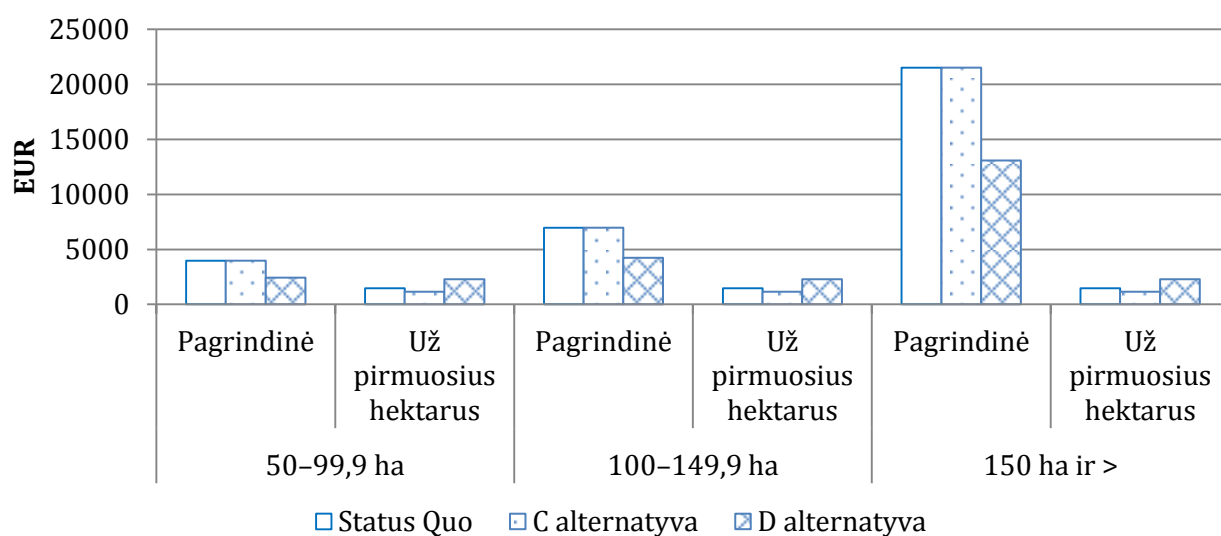 25000
20000
15000
10000
5000
0
EUR
Pagrindinė
Už
pirmuosius
hektarus
Pagrindinė
Už
pirmuosius
hektarus
Pagrindinė
Už
pirmuosius
hektarus
50–99,9 ha
100–149,9 ha
150 ha ir >
Status Quo
C alternatyva
D alternatyva